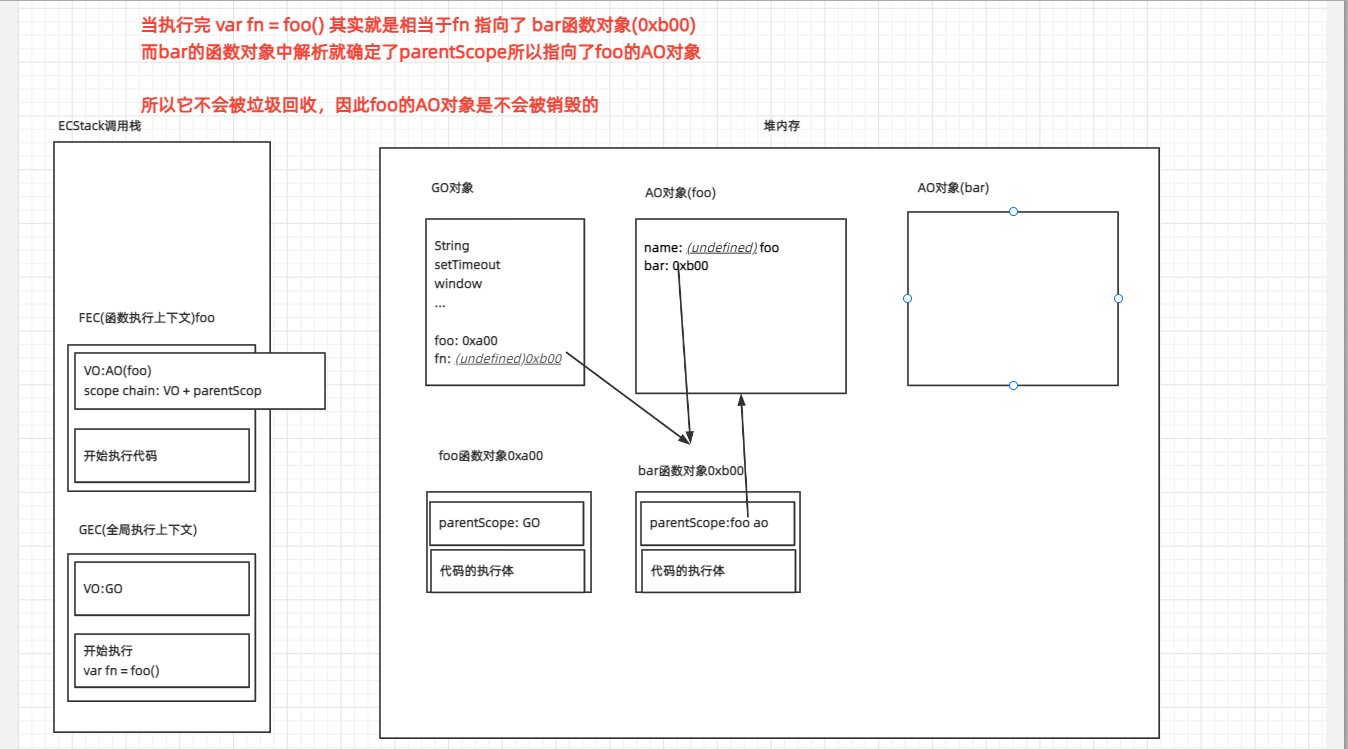 当执行完 var fn = foo() 其实就是相当于fn 指向了 bar函数对象(0xb00)
而bar的函数对象中解析就确定了parentScope所以指向了foo的AO对象
所以它不会被垃圾回收，因此foo的AO对象是不会被销毁的
ECStack调用栈
FEC(函数执行上下文)foo
VO:AO(foo)
scope chain: VO + parentScop
开始执行代码
GEC(全局执行上下文)
VO:GO
开始执行
var fn = foo()
堆内存
GO对象
String
setTimeout
window
...
foo: 0xa00
fn: (undefined)0xb00
AO对象(foo)
name: (undefined) foo
bar: 0xb00
AO对象(bar)
foo函数对象0xa00
parentScope: GO
代码的执行体
bar函数对象0xb00
parentScope:foo ao
代码的执行体